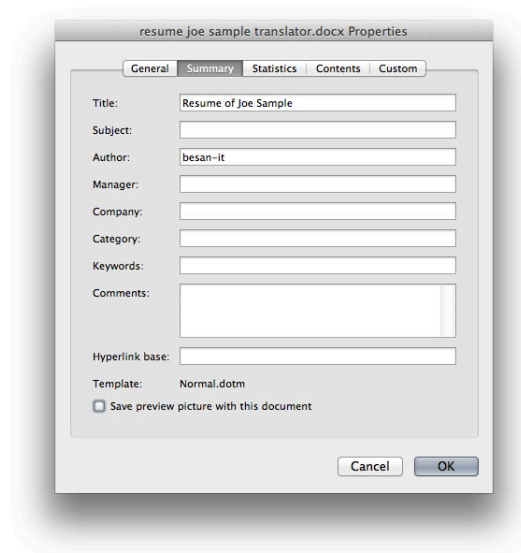 resume joe sample translator.docx Properties
General Summary Statistics Contents Custom
Title: Resume of Joe Sample
Subject:
Author: besan-it
Manager:
Company:
Category:
Keywords:
Comments:
Hyperlink base:
Template: Normal.dotm
Save preview picture with this document
Cancel OK